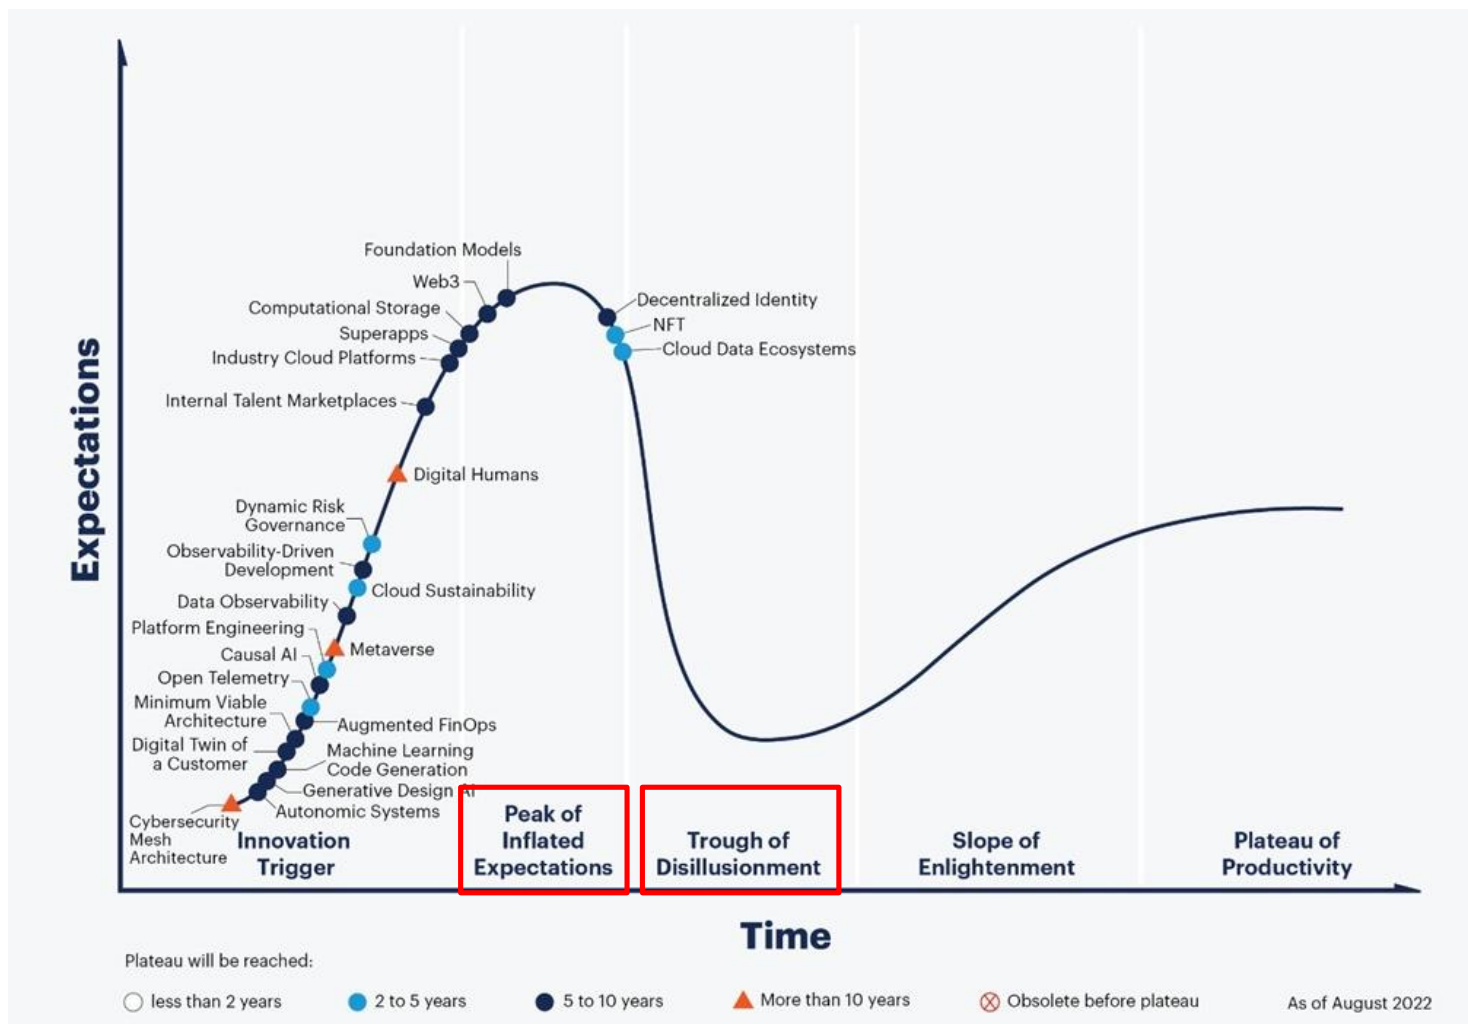 Expectations
Foundation Models
Web3
Computational Storage
Superapps
Industry Cloud Platforms
Internal Talent Marketplaces
Decentralized Identity
NFT
Cloud Data Ecosystems
Digital Humans
Dynamic Risk
Governance
Observability-Driven
Development
Cloud Sustainability
Data Observability
Platform Engineering
Metaverse
Causal AI
Open Telemetry
Minimum Viable
Architecture
Augmented FinOps
Digital Twin of
a Customer
Machine Learning
Code Generation
Generative Design AI
Autonomic Systems
Cybersecurity
Mesh
Architecture
Innovation
Trigger
Peak of
Inflated
Expectations
Trough of
Disillusionment
Slope of
Enlightenment
Plateau of
Productivity
Time
Plateau will be reached:
less than 2 years
2 to 5 years
5 to 10 years
More than 10 years
Obsolete before plateau
As of August 2022